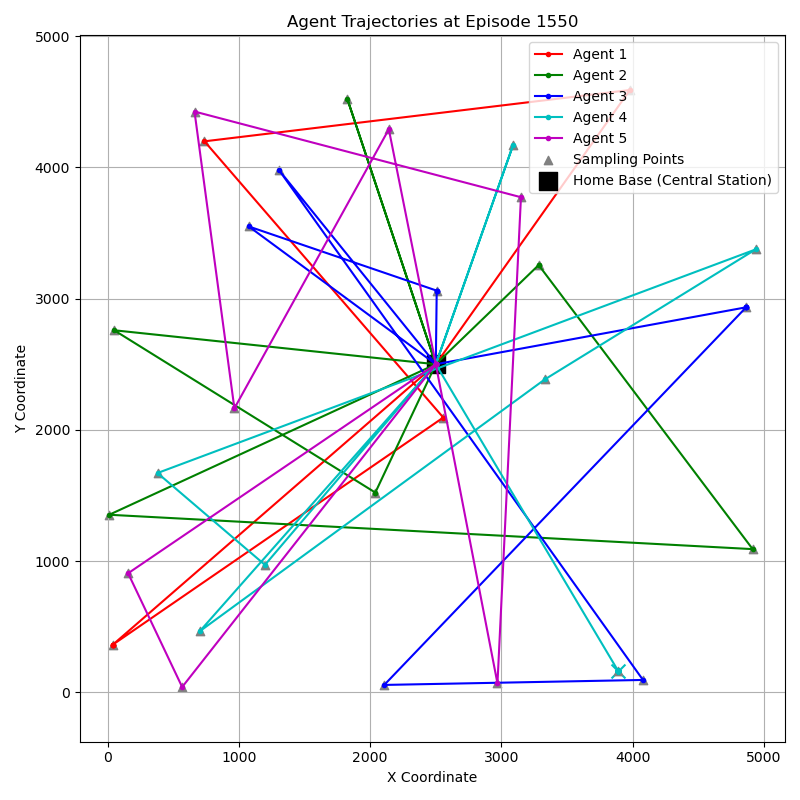 Agent Trajectories at Episode 1550
5000
4000
3000
2000
1000
0
Y Coordinate
0 1000 2000 3000 4000 5000
X Coordinate
Agent 1
Agent 2
Agent 3
Agent 4
Agent 5
Sampling Points
Home Base (Central Station)